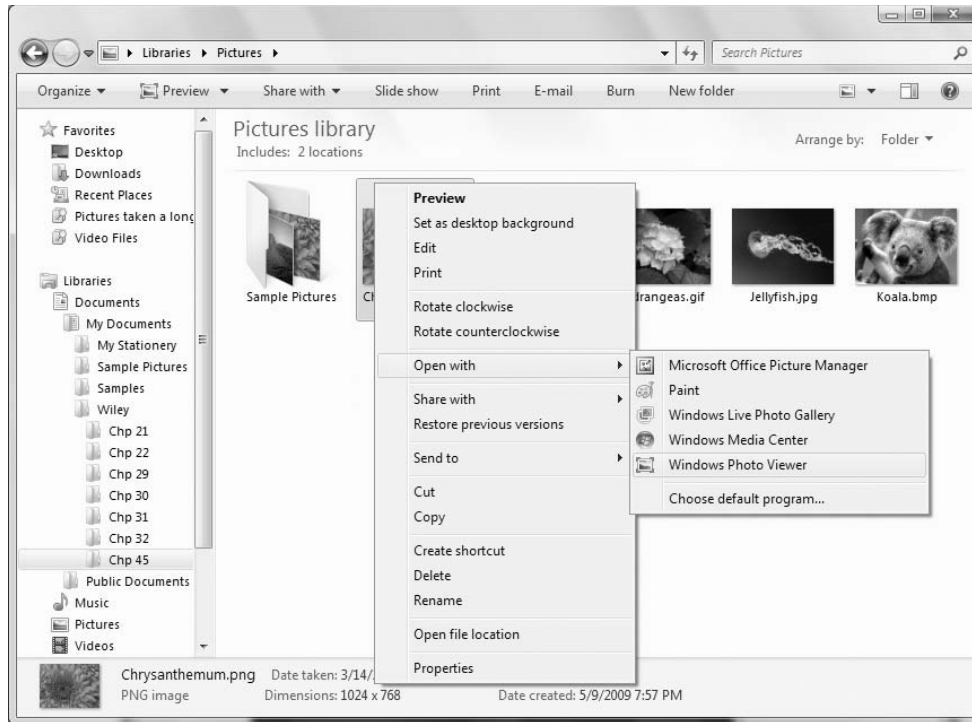 Libraries Pictures
Search Pictures
Organize Preview Share with Slide show Print E-mail Burn New folder
Favorites
Desktop
Downloads
Recent Places
Pictures taken a long
Video Files
Libraries
Documents
My Documents
My Stationery
Sample Pictures
Samples
Wiley
Chp 21
Chp 22
Chp 29
Chp 30
Chp 31
Chp 32
Chp 45
Public Documents
Music
Pictures
Videos
Pictures library
Includes: 2 locations
Arrange by: Folder
Sample Pictures
Ch
drangeas.gif
Jellyfish.jpg
Koala.bmp
Preview
Set as desktop background
Edit
Print
Rotate clockwise
Rotate counterclockwise
Open with
Share with
Restore previous versions
Send to
Cut
Copy
Create shortcut
Delete
Rename
Open file location
Properties
Microsoft Office Picture Manager
Paint
Windows Live Photo Gallery
Windows Media Center
Windows Photo Viewer
Choose default program...
Chrysanthemum.png Date taken: 3/14/
PNG image Dimensions: 1024 x 768 Date created: 5/9/2009 7:57 PM